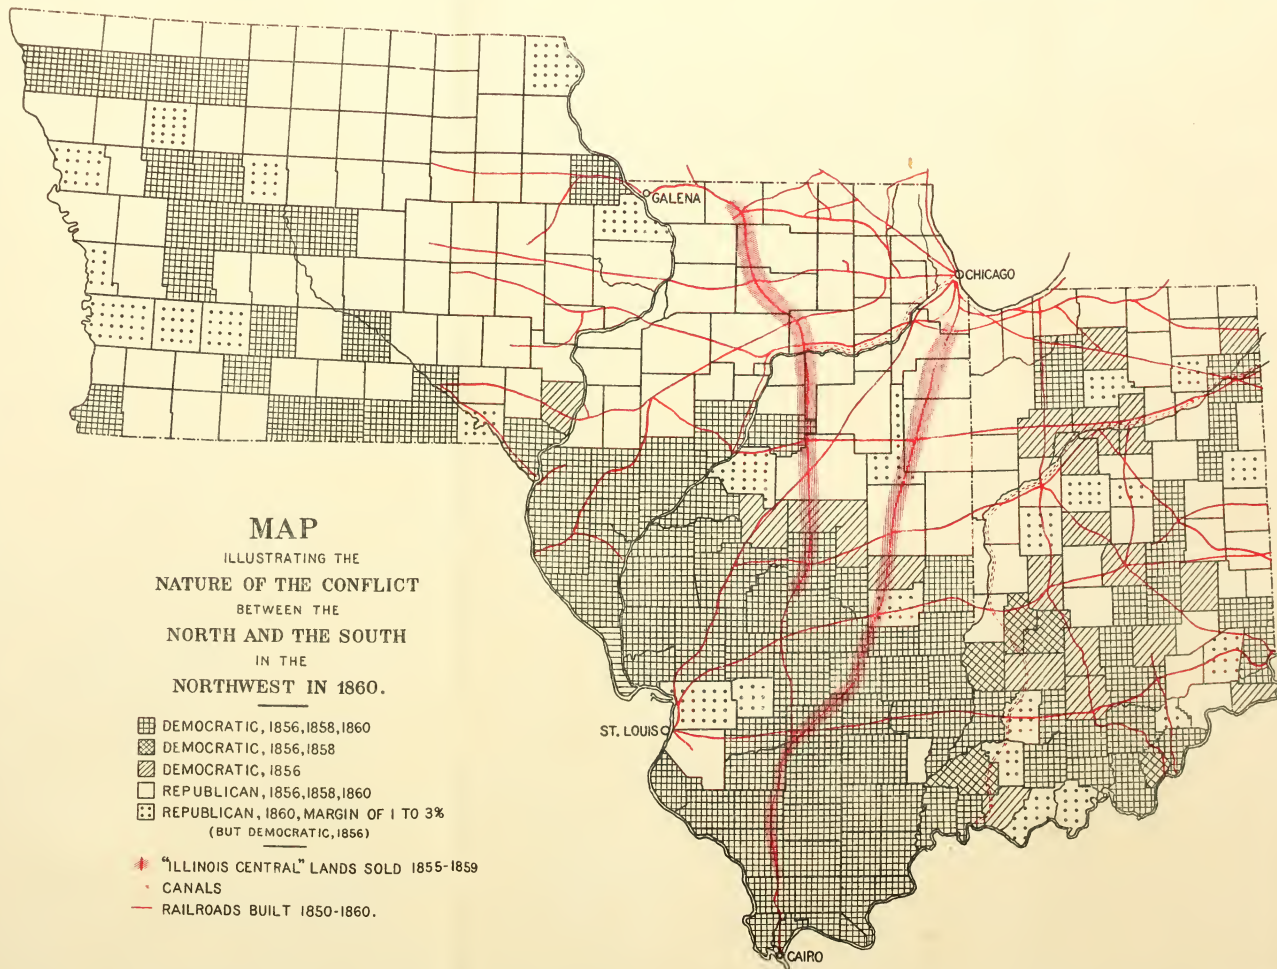 GALENA
CHICAGO
MAP
ILLUSTRATING THE
NATURE OF THE CONFLICT
BETWEEN THE
NORTH AND THE SOUTH
IN THE
NORTHWEST IN 1860.
DEMOCRATIC, 1856,1858,1860
DEMOCRATIC, 1856,1858
DEMOCRATIC, 1856
REPUBLICAN, 1856,1858,1860
REPUBLICAN, 1860, MARGIN OF 1 TO 3%
(BUT DEMOCRATIC, 1856)
"ILLINOIS CENTRAL" LANDS SOLD 1855-1859
CANALS
RAILROADS BUILT 1850-1860.
ST. LOUIS
CAIRO